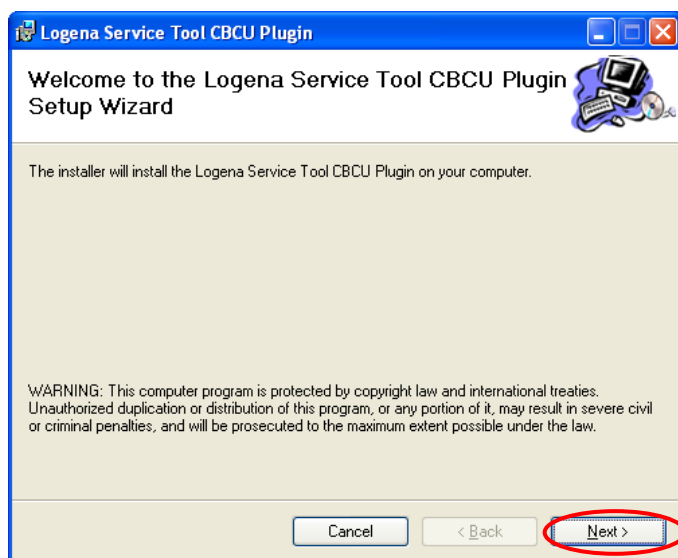 Logena Service Tool CBCU Plugin
Welcome to the Logena Service Tool CBCU Plugin
Setup Wizard
The installer will install the Logena Service Tool CBCU Plugin on your computer.
WARNING: This computer program is protected by copyright law and international treaties.
Unauthorized duplication or distribution of this program, or any portion of it, may result in severe civil
or criminal penalties, and will be prosecuted to the maximum extent possible under the law.
Cancel < Back Next >